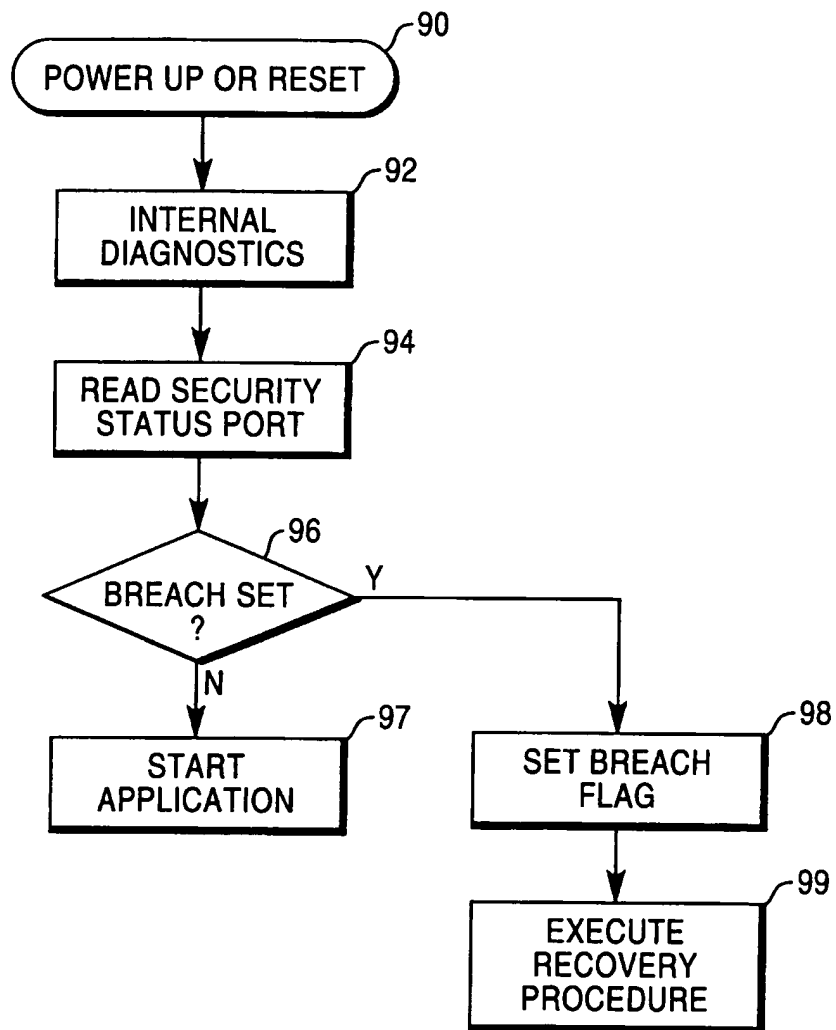 90
POWER UP OR RESET
92
INTERNAL
DIAGNOSTICS
94
READ SECURITY
STATUS PORT
96
BREACH SET
?
Y
N
97
START
APPLICATION
98
SET BREACH
FLAG
99
EXECUTE
RECOVERY
PROCEDURE